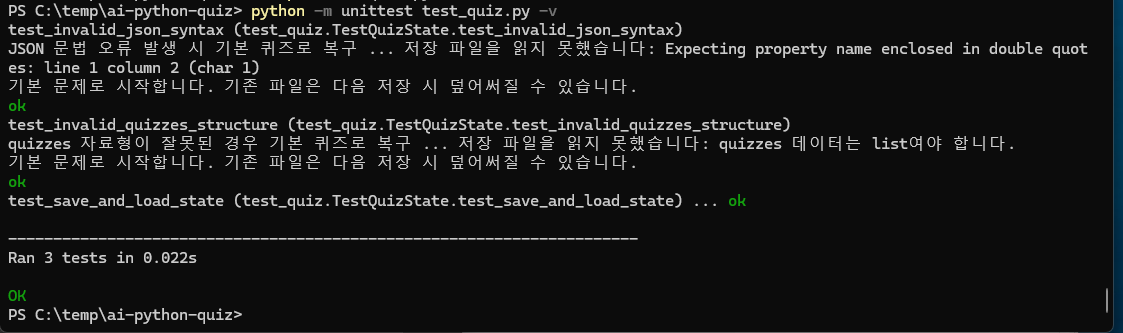 PS C:\temp\ai-python-quiz> python -m unittest test_quiz.py -v
test_invalid_json_syntax (test_quiz.TestQuizState.test_invalid_json_syntax)
JSON 문법 오류 발생 시 기본 퀴즈로 복구 ... 저장 파일을 읽지 못했습니다: Expecting property name enclosed in double quot
es: line 1 column 2 (char 1)
기본 문제로 시작합니다. 기존 파일은 다음 저장 시 덮어써질 수 있습니다.
ok
test_invalid_quizzes_structure (test_quiz.TestQuizState.test_invalid_quizzes_structure)
quizzes 자료형이 잘못된 경우 기본 퀴즈로 복구 ... 저장 파일을 읽지 못했습니다: quizzes 데이터는 list여야 합니다.
기본 문제로 시작합니다. 기존 파일은 다음 저장 시 덮어써질 수 있습니다.
ok
test_save_and_load_state (test_quiz.TestQuizState.test_save_and_load_state) ... ok
----------------------------------------------------------------------
Ran 3 tests in 0.022s
OK
PS C:\temp\ai-python-quiz>